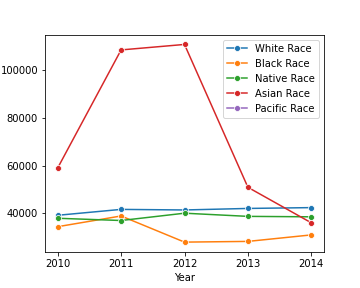 White Race
Black Race
Native Race
Asian Race
Pacific Race
100000
80000
60000
40000
2010 2011 2012 2013 2014
Year